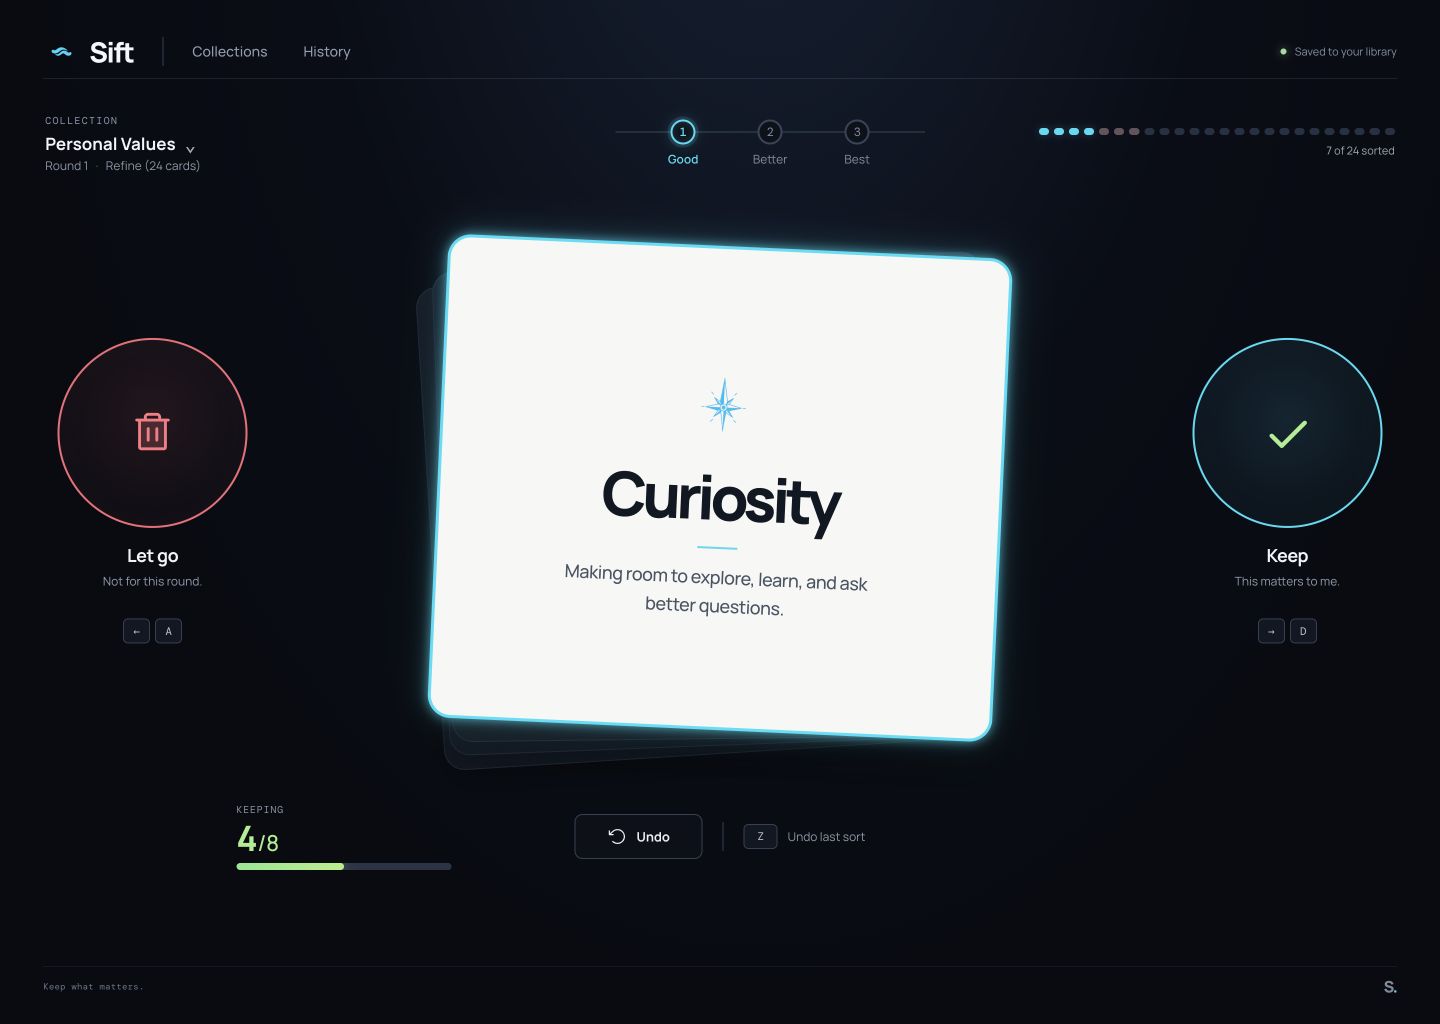 Sift
Collections
History
Saved to your library
COLLECTION
Personal Values
Round 1 · Refine (24 cards)
1
2
3
Good
Better
Best
7 of 24 sorted
Curiosity
Making room to explore, learn, and ask
better questions.
Let go
Not for this round.
← A
Keep
This matters to me.
→ D
KEEPING
4/8
Undo
Z
Undo last sort
Keep what matters.
S.